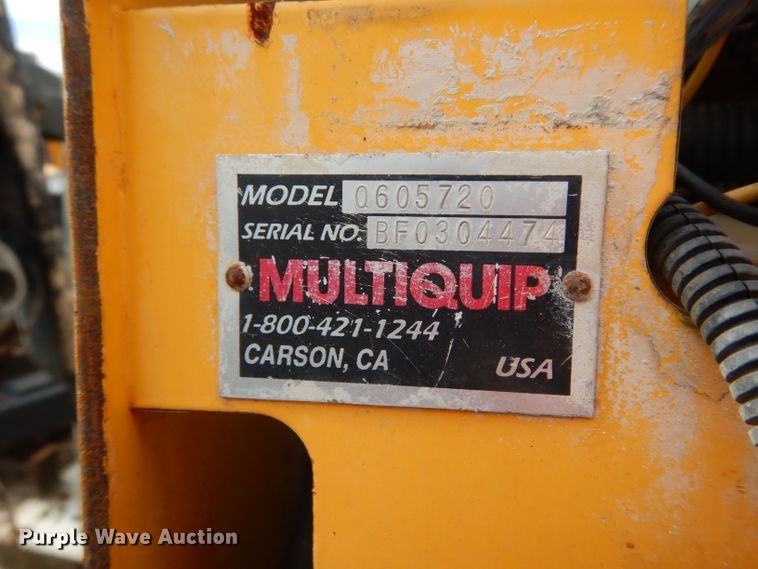 MODEL 0605720
SERIAL NO. BF0304474
MULTIQUIP
1-800-421-1244
CARSON, CA USA
Purple Wave Auction®